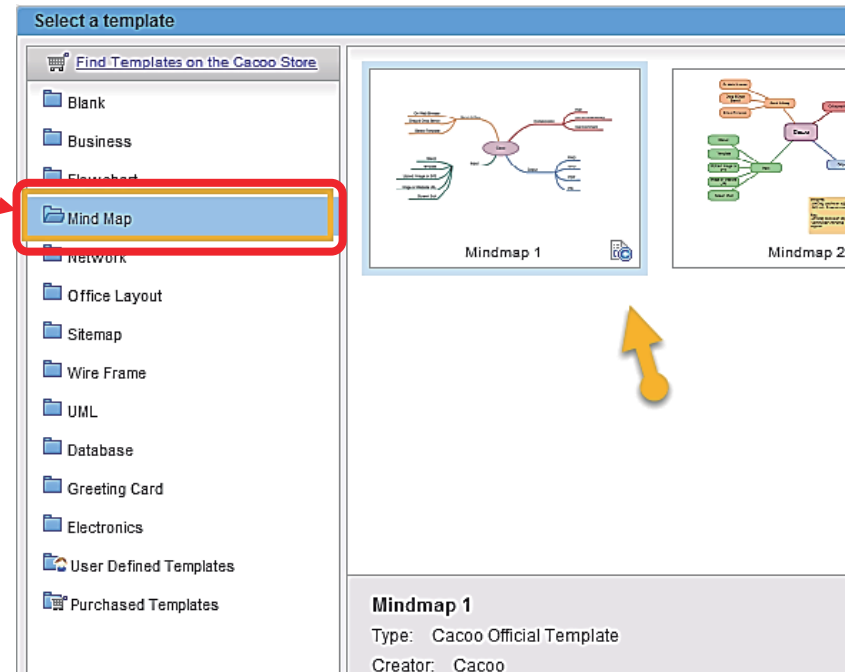 Select a template
Find Templates on the Cacoo Store
Blank
Business
Flowchart
Mind Map
Network
Office Layout
Sitemap
Wire Frame
UML
Database
Greeting Card
Electronics
User Defined Templates
Purchased Templates
Mindmap 1
Mindmap 2
Mindmap 1
Type: Cacoo Official Template
Creator: Cacoo